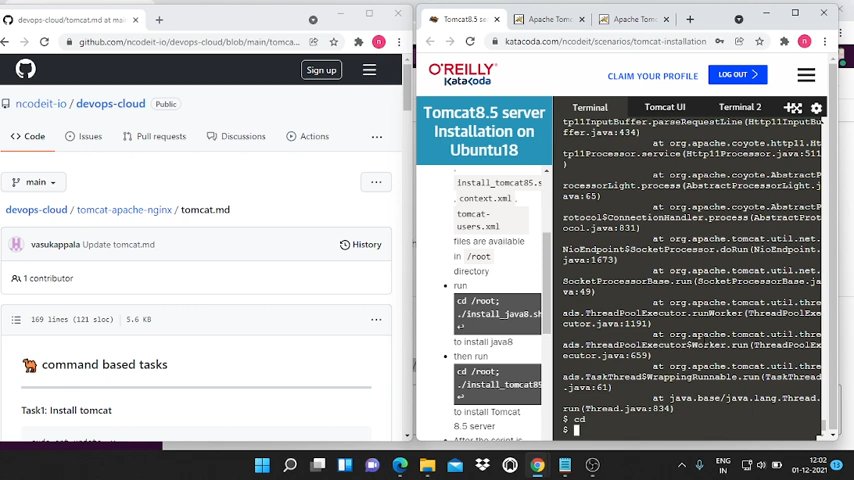 devops-cloud/tomcat.md at main
github.com/ncodeit-io/devops-cloud/blob/main/tomca...
n
Sign up
ncodeit-io/devops-cloud
Public
Code
Issues
Pull requests
Discussions
Actions
main
devops-cloud / tomcat-apache-nginx / tomcat.md
vasukappala Update tomcat.md
History
1 contributor
169 lines (121 sloc)
5.6 KB
command based tasks
Task1: Install tomcat
Tomcat8.5 se
Apache Tom
Apache Tom
katacoda.com/ncodeit/scenarios/tomcat-installation
n
O'REILLY
KataKoda
CLAIM YOUR PROFILE
LOG OUT
Tomcat8.5 server
Installation on
Ubuntu18
install_tomcat85.s
, context.xml ,
tomcat-
users.xml
files are available
in /root
directory
run
cd /root;
./install_java8.sh
to install java8
then run
cd /root;
./install_tomcat85
to install Tomcat
8.5 server
After the script is
Terminal
Tomcat UI
Terminal 2
tp11InputBuffer.parseRequestLine(Http11InputBu
ffer.java:434)
at org.apache.coyote.http11.Ht
tp11Processor.service(Http11Processor.java:511
)
at org.apache.coyote.AbstractP
rocessorLight.process(AbstractProcessorLight.j
ava:65)
at org.apache.coyote.AbstractP
rotocol$ConnectionHandler.process(AbstractProt
ocol.java:831)
at org.apache.tomcat.util.net.
NioEndpoint$SocketProcessor.doRun(NioEndpoint.
java:1673)
at org.apache.tomcat.util.net.
SocketProcessorBase.run(SocketProcessorBase.ja
va:49)
at org.apache.tomcat.util.thre
ads.ThreadPoolExecutor.runWorker(ThreadPoolEx
ecutor.java:1191)
at org.apache.tomcat.util.thre
ads.ThreadPoolExecutor$Worker.run(ThreadPoolEx
ecutor.java:659)
at org.apache.tomcat.util.thre
ads.TaskThread$WrappingRunnable.run(TaskThread
.java:61)
at java.base/java.lang.Thread.
run(Thread.java:834)
$ cd
$
ENG
IN
12:02
01-12-2021
13